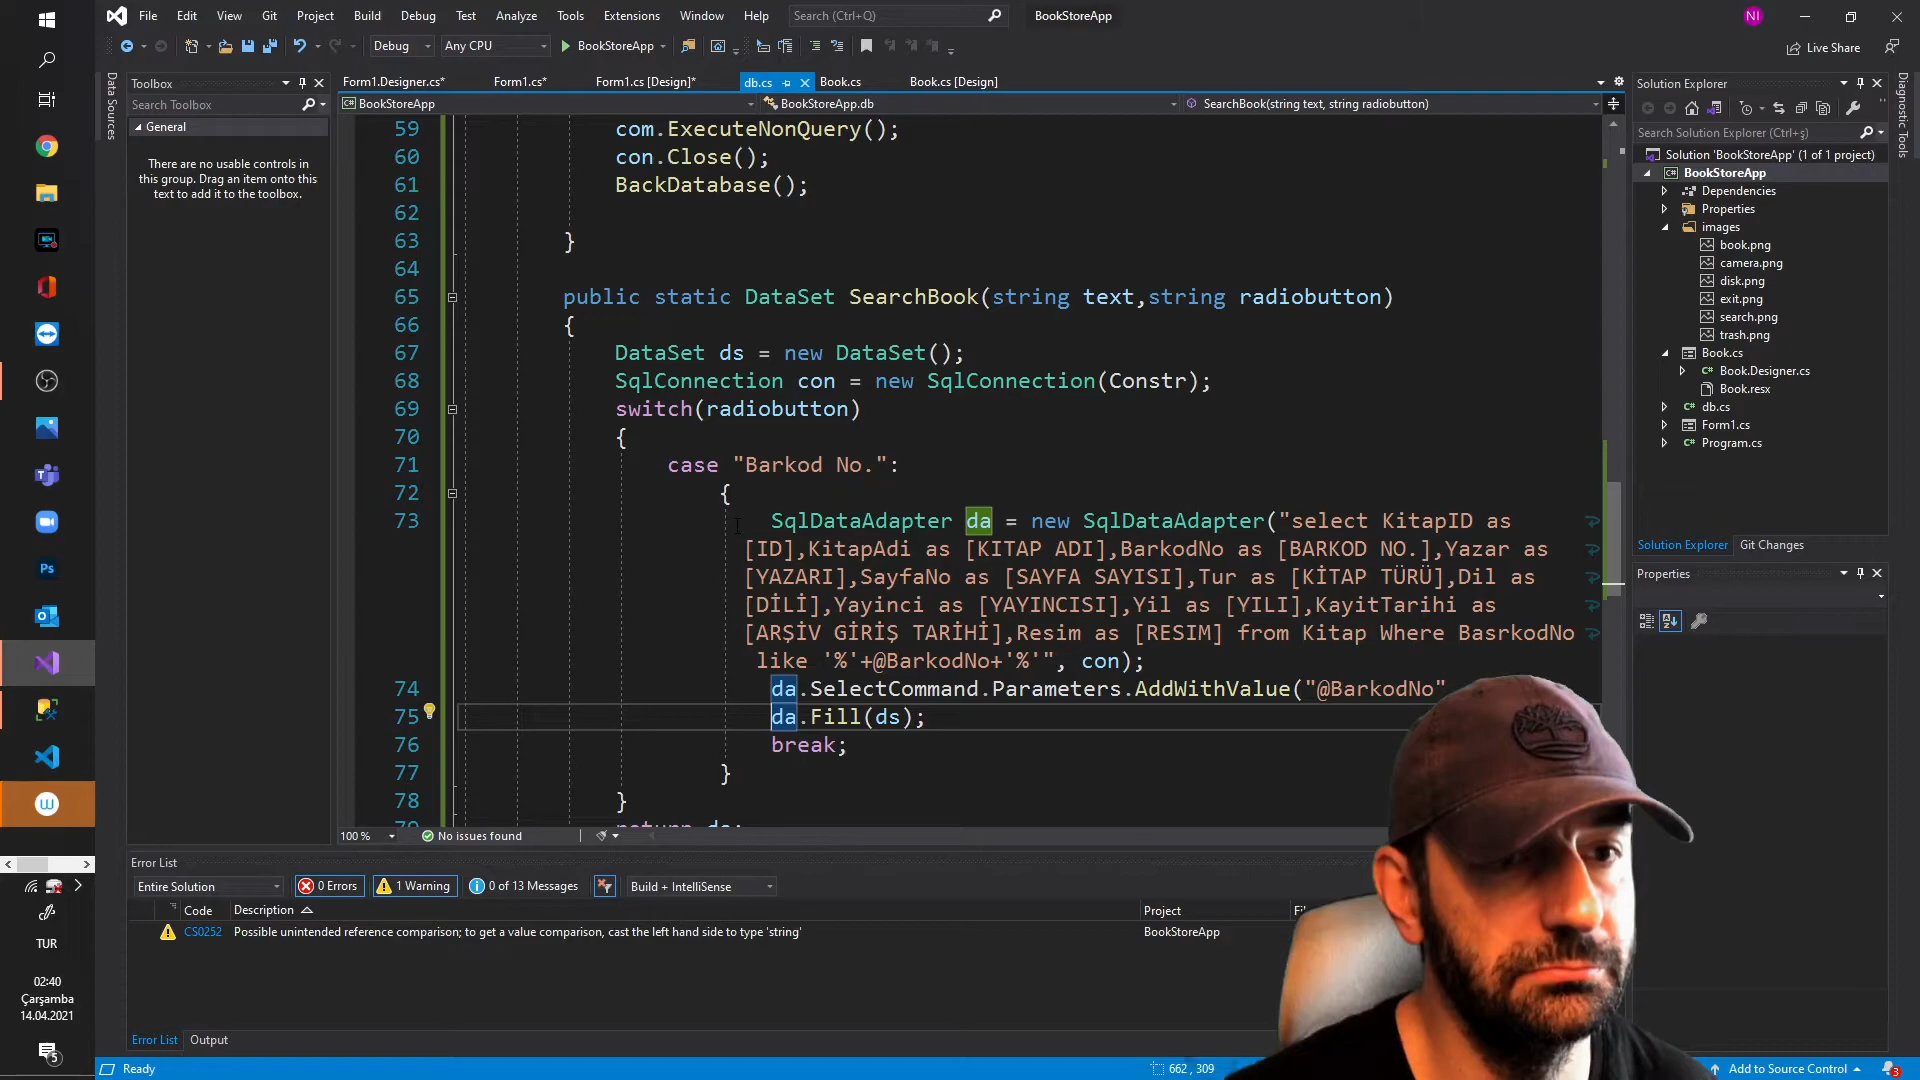 File Edit View Git Project Build Debug Test Analyze Tools Extensions Window Help Search (Ctrl+Q) BookStoreApp NI
Debug Any CPU BookStoreApp Live Share
Data Sources
Toolbox
Search Toolbox
General
There are no usable controls in
this group. Drag an item onto this
text to add it to the toolbox.
Form1.Designer.cs* Form1.cs* Form1.cs [Design]* db.cs Book.cs Book.cs [Design]
BookStoreApp BookStoreApp.db SearchBook(string text, string radiobutton)
59 com.ExecuteNonQuery();
60 con.Close();
61 BackDatabase();
62
63 }
64
65 public static DataSet SearchBook(string text,string radiobutton)
66 {
67 DataSet ds = new DataSet();
68 SqlConnection con = new SqlConnection(Constr);
69 switch(radiobutton)
70 {
71 case "Barkod No.":
72 {
73 SqlDataAdapter da = new SqlDataAdapter("select KitapID as
[ID],KitapAdi as [KITAP ADI],BarkodNo as [BARKOD NO.],Yazar as
[YAZARI],SayfaNo as [SAYFA SAYISI],Tur as [KİTAP TÜRÜ],Dil as
[DİLİ],Yayinci as [YAYINCISI],Yil as [YILI],KayitTarihi as
[ARŞİV GİRİŞ TARİHİ],Resim as [RESIM] from Kitap Where BasrkodNo
like '%'+@BarkodNo+'%'", con);
74 da.SelectCommand.Parameters.AddWithValue("@BarkodNo"
75 da.Fill(ds);
76 break;
77 }
78 }
79 return ds;
100 % No issues found
Error List
Entire Solution 0 Errors 1 Warning 0 of 13 Messages Build + IntelliSense
Code Description Project
CS0252 Possible unintended reference comparison; to get a value comparison, cast the left hand side to type 'string' BookStoreApp
Error List Output
Ready 662 , 309 Add to Source Control 3
Solution Explorer
Search Solution Explorer (Ctrl+ş)
Solution 'BookStoreApp' (1 of 1 project)
BookStoreApp
Dependencies
Properties
images
book.png
camera.png
disk.png
exit.png
search.png
trash.png
Book.cs
Book.Designer.cs
Book.resx
db.cs
Form1.cs
Program.cs
Solution Explorer Git Changes
Properties
Diagnostic Tools
Ps
W
TUR
02:40
Çarşamba
14.04.2021
5